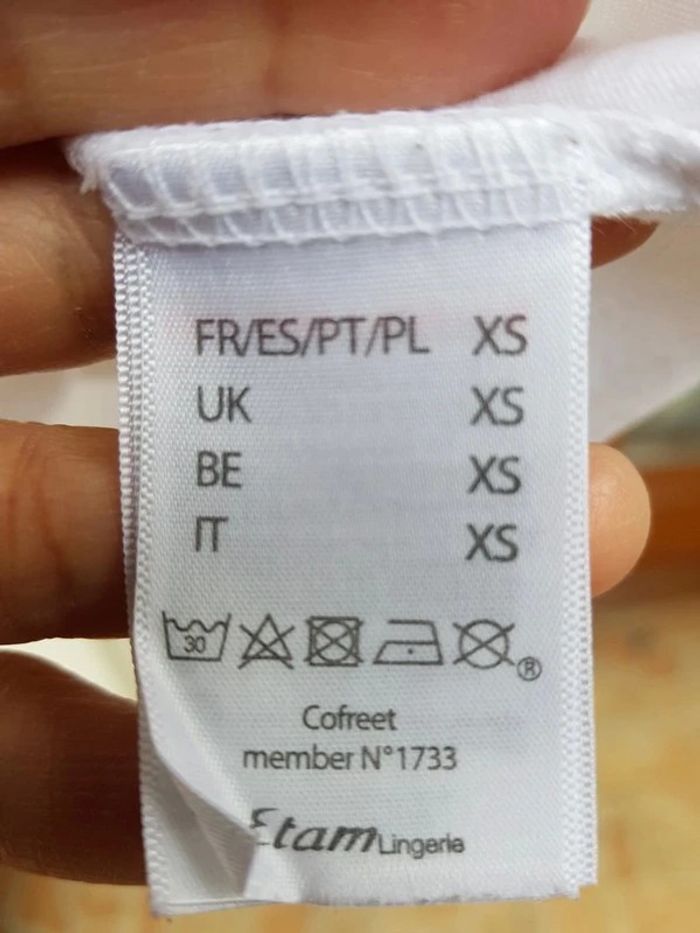 FR/ES/PT/PL XS
UK XS
BE XS
IT XS
30
®
Cofreet
member N°1733
Etam Lingerie